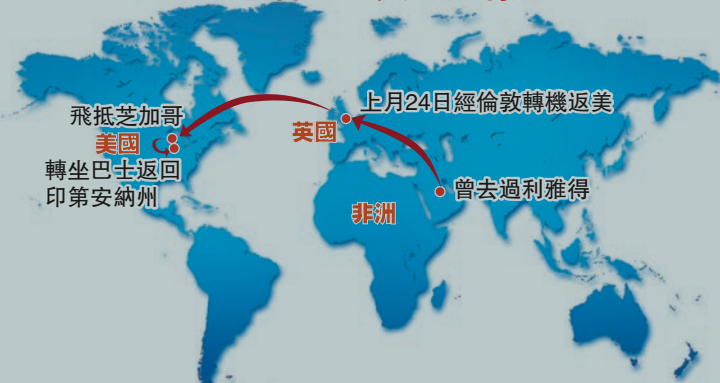 飛抵芝加哥
美國
轉坐巴士返回
印第安納州
英國
上月24日經倫敦轉機返美
曾去過利雅得
非洲